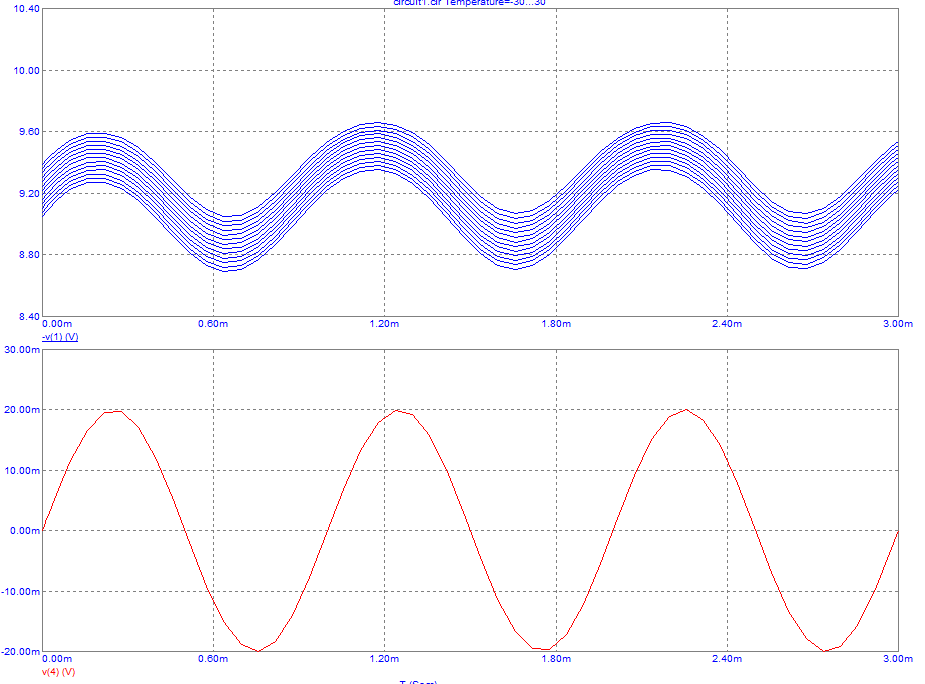 circuit1.cir Temperature=-30...30
10.40
10.00
9.60
9.20
8.80
8.40
0.00m 0.60m 1.20m 1.80m 2.40m 3.00m
-v(1) (V)
30.00m
20.00m
10.00m
0.00m
-10.00m
-20.00m
0.00m 0.60m 1.20m 1.80m 2.40m 3.00m
v(4) (V)